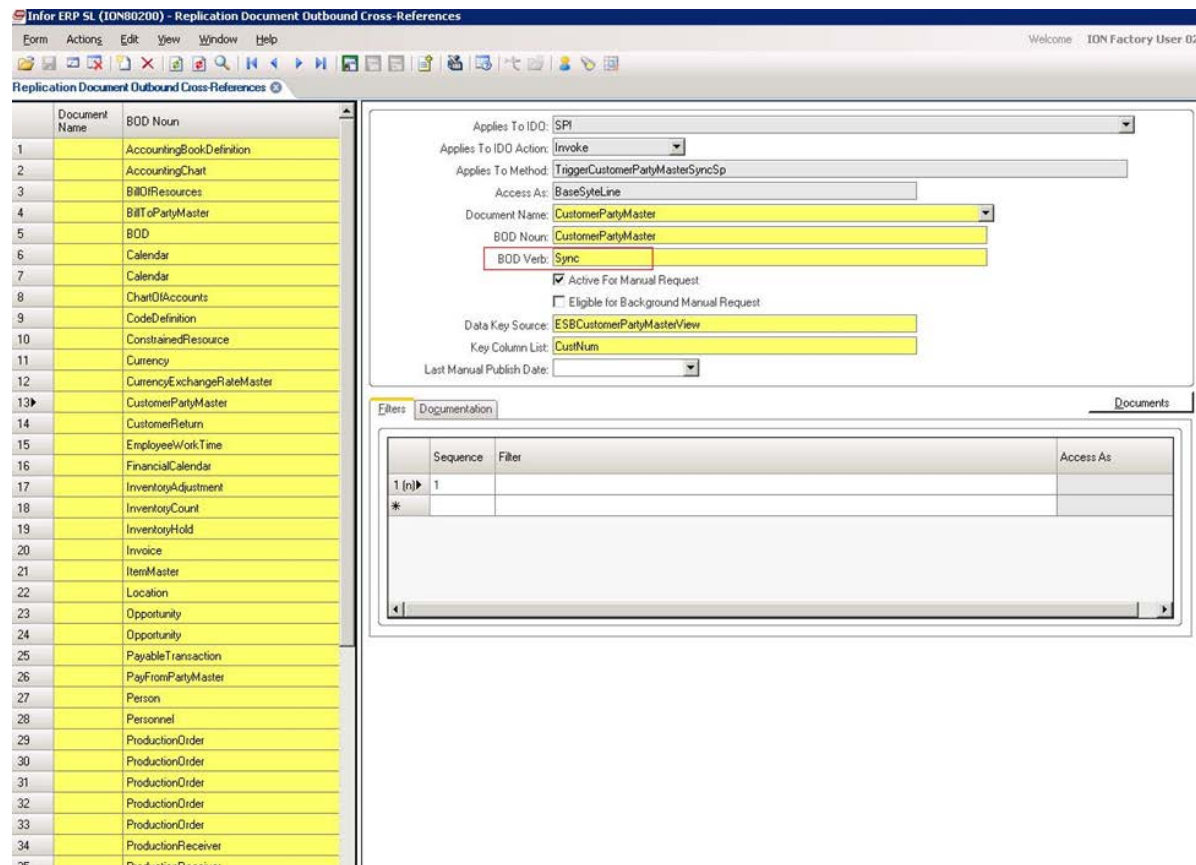 Infor ERP SL (ION80200) - Replication Document Outbound Cross-References
Form Actions Edit View Window Help
Welcome ION Factory User 02
Replication Document Outbound Cross-References
Document Name BOD Noun
1 AccountingBookDefinition
2 AccountingChart
3 BillOfResources
4 BillToPartyMaster
5 BOD
6 Calendar
7 Calendar
8 ChartOfAccounts
9 CodeDefinition
10 ConstrainedResource
11 Currency
12 CurrencyExchangeRateMaster
13 CustomerPartyMaster
14 CustomerReturn
15 EmployeeWorkTime
16 FinancialCalendar
17 InventoryAdjustment
18 InventoryCount
19 InventoryHold
20 Invoice
21 ItemMaster
22 Location
23 Opportunity
24 Opportunity
25 PayableTransaction
26 PayFromPartyMaster
27 Person
28 Personnel
29 ProductionOrder
30 ProductionOrder
31 ProductionOrder
32 ProductionOrder
33 ProductionOrder
34 ProductionReceiver
Applies To IDO: SP!
Applies To IDO Action: Invoke
Applies To Method: TriggerCustomerPartyMasterSyncSp
Access As: BaseSyteLine
Document Name: CustomerPartyMaster
BOD Noun: CustomerPartyMaster
BOD Verb: Sync
Active For Manual Request
Eligible for Background Manual Request
Data Key Source: ESBCustomerPartyMasterView
Key Column List: CustNum
Last Manual Publish Date:
Filters Documentation
Documents
Sequence Filter Access As
1 (n) 1
*